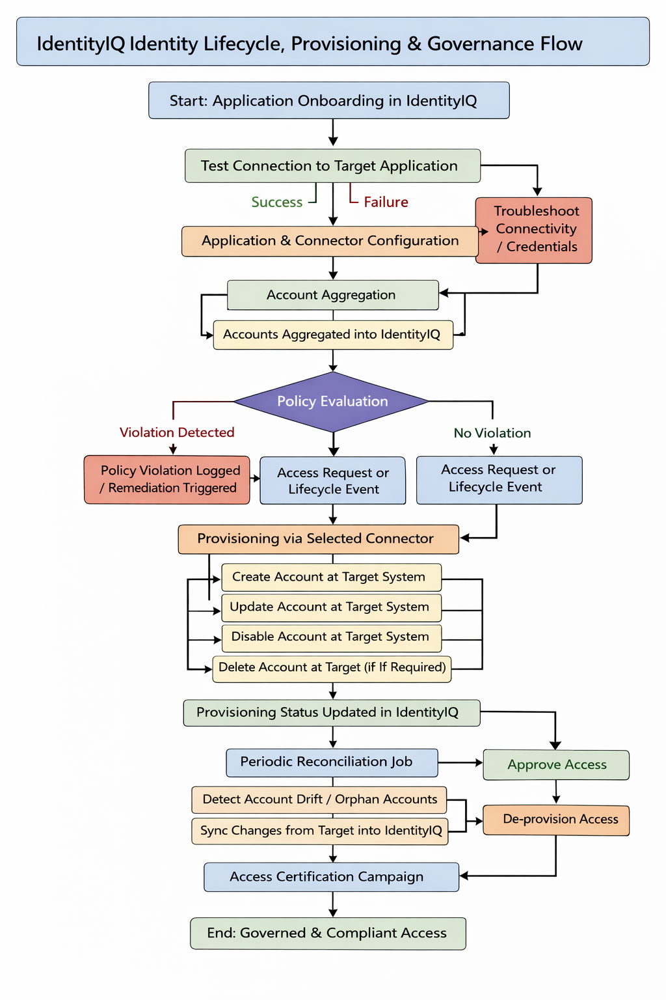 IdentityIQ Identity Lifecycle, Provisioning & Governance Flow
Start: Application Onboarding in IdentityIQ
Test Connection to Target Application
Success
Failure
Troubleshoot
Connectivity
/ Credentials
Application & Connector Configuration
Account Aggregation
Accounts Aggregated into IdentityIQ
Policy Evaluation
Violation Detected
No Violation
Policy Violation Logged
/ Remediation Triggered
Access Request or
Lifecycle Event
Access Request or
Lifecycle Event
Provisioning via Selected Connector
Create Account at Target System
Update Account at Target System
Disable Account at Target System
Delete Account at Target (if If Required)
Provisioning Status Updated in IdentityIQ
Periodic Reconciliation Job
Approve Access
Detect Account Drift / Orphan Accounts
De-provision Access
Sync Changes from Target into IdentityIQ
Access Certification Campaign
End: Governed & Compliant Access